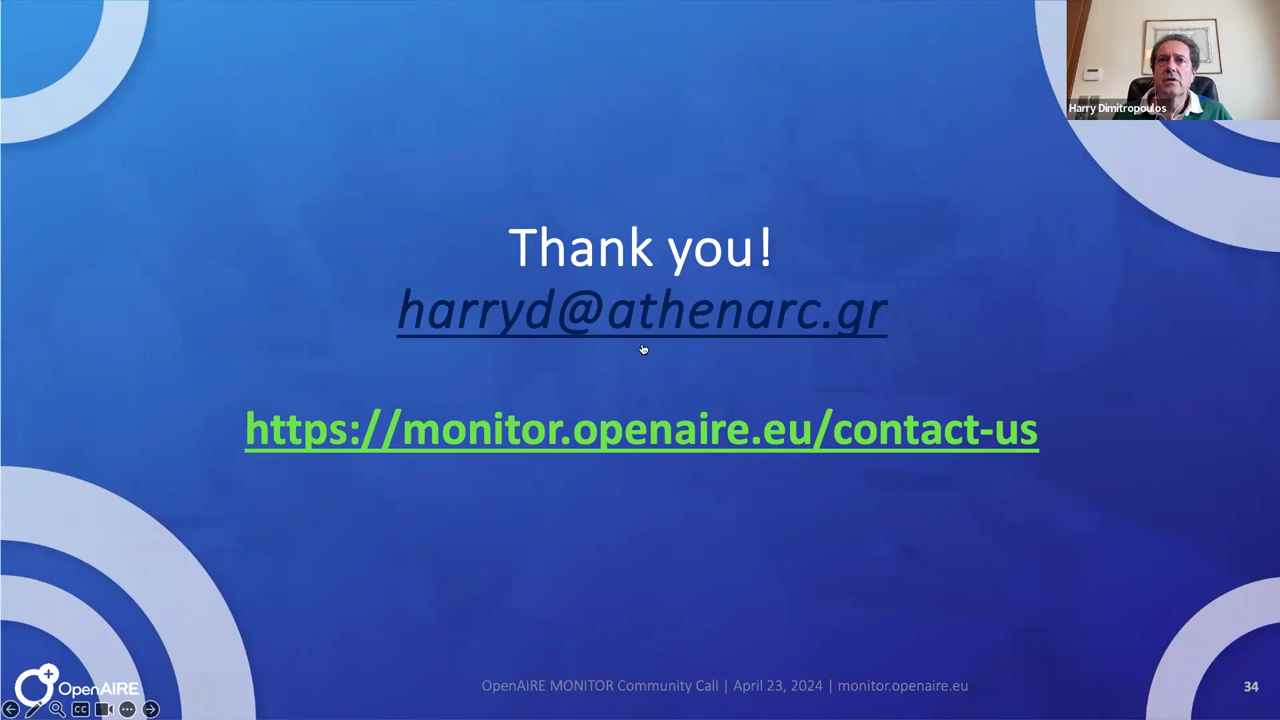 Harry Dimitropoulos
Thank you!
harryd@athenarc.gr
https://monitor.openaire.eu/contact-us
OpenAIRE
OpenAIRE MONITOR Community Call | April 23, 2024 | monitor.openaire.eu
34
CC